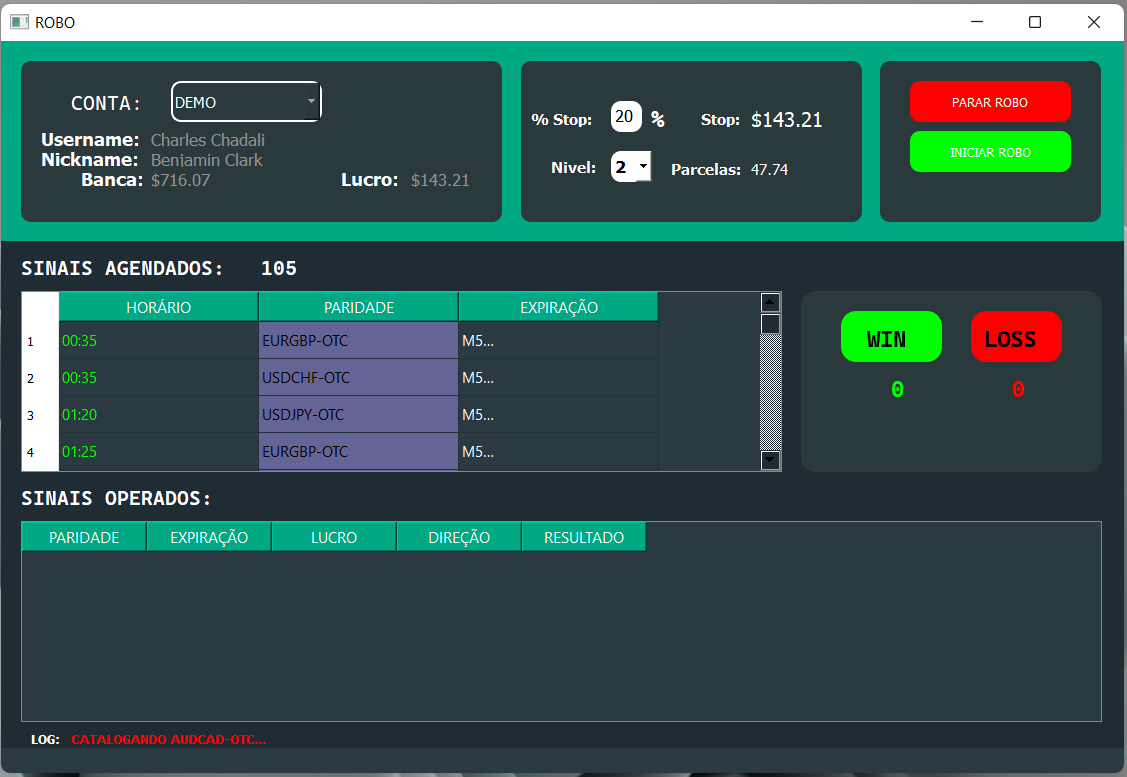 ROBO
CONTA: DEMO
Username: Charles Chadali
Nickname: Benjamin Clark
Banca: $716.07 Lucro: $143.21
% Stop: 20 % Stop: $143.21
Nivel: 2 Parcelas: 47.74
PARAR ROBO
INICIAR ROBO
SINAIS AGENDADOS: 105
HORÁRIO PARIDADE EXPIRAÇÃO
1 00:35 EURGBP-OTC M5...
2 00:35 USDCHF-OTC M5...
3 01:20 USDJPY-OTC M5...
4 01:25 EURGBP-OTC M5...
WIN LOSS
0 0
SINAIS OPERADOS:
PARIDADE EXPIRAÇÃO LUCRO DIREÇÃO RESULTADO
LOG: CATALOGANDO AUDCAD-OTC...